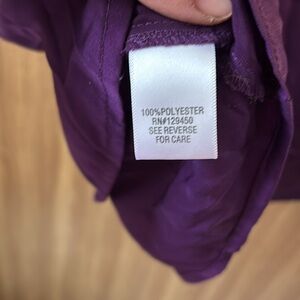 100%POLYESTER
RN#129450
SEE REVERSE
FOR CARE